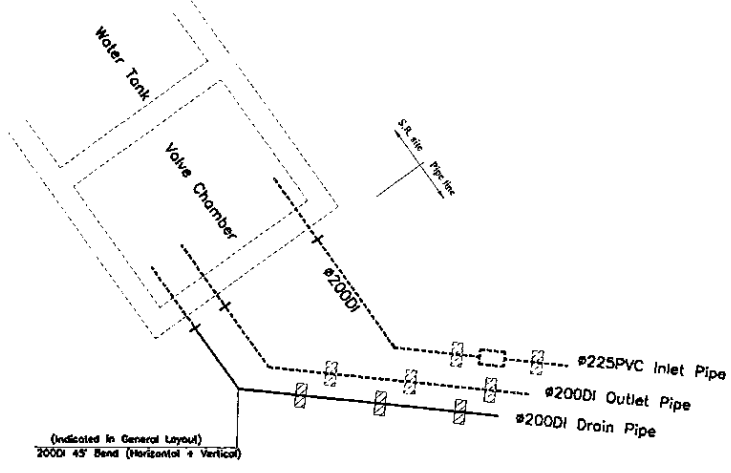 Water Tank
Valve Chamber
S.R. site
Pipe line
ø200DI
ø225PVC Inlet Pipe
ø200DI Outlet Pipe
ø200DI Drain Pipe
(Indicated in General Layout)
200DI 45° Bend (Horizontal + Vertical)